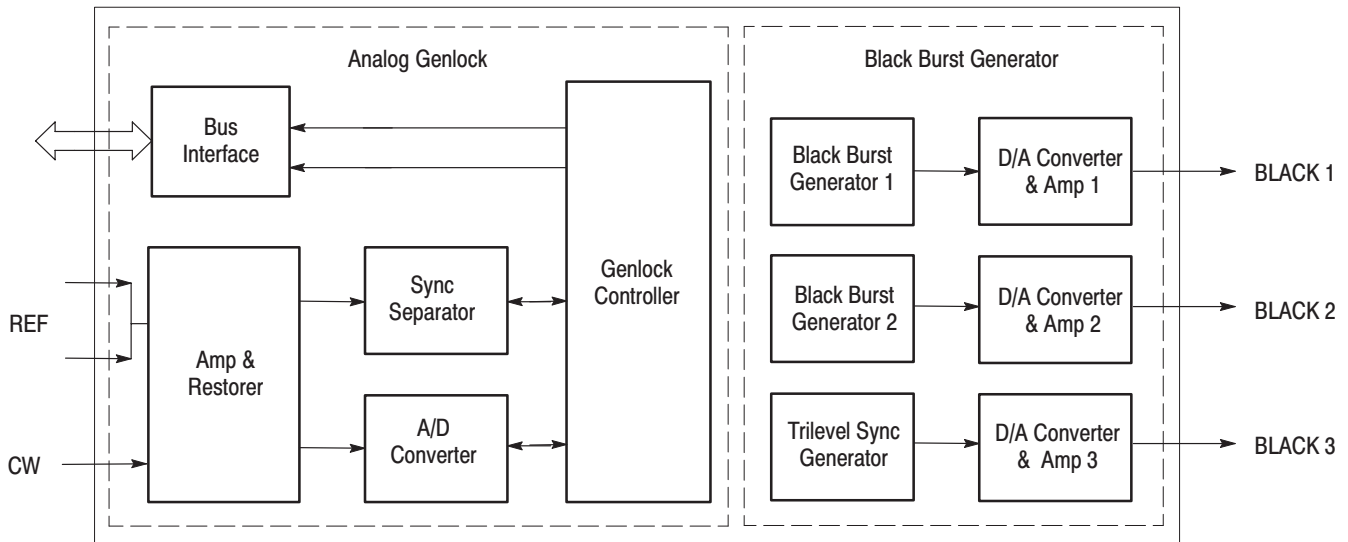 Analog Genlock
Black Burst Generator
Bus
Interface
Genlock
Controller
Black Burst
Generator 1
D/A Converter
& Amp 1
BLACK 1
REF
Amp &
Restorer
Sync
Separator
Black Burst
Generator 2
D/A Converter
& Amp 2
BLACK 2
CW
A/D
Converter
Trilevel Sync
Generator
D/A Converter
& Amp 3
BLACK 3